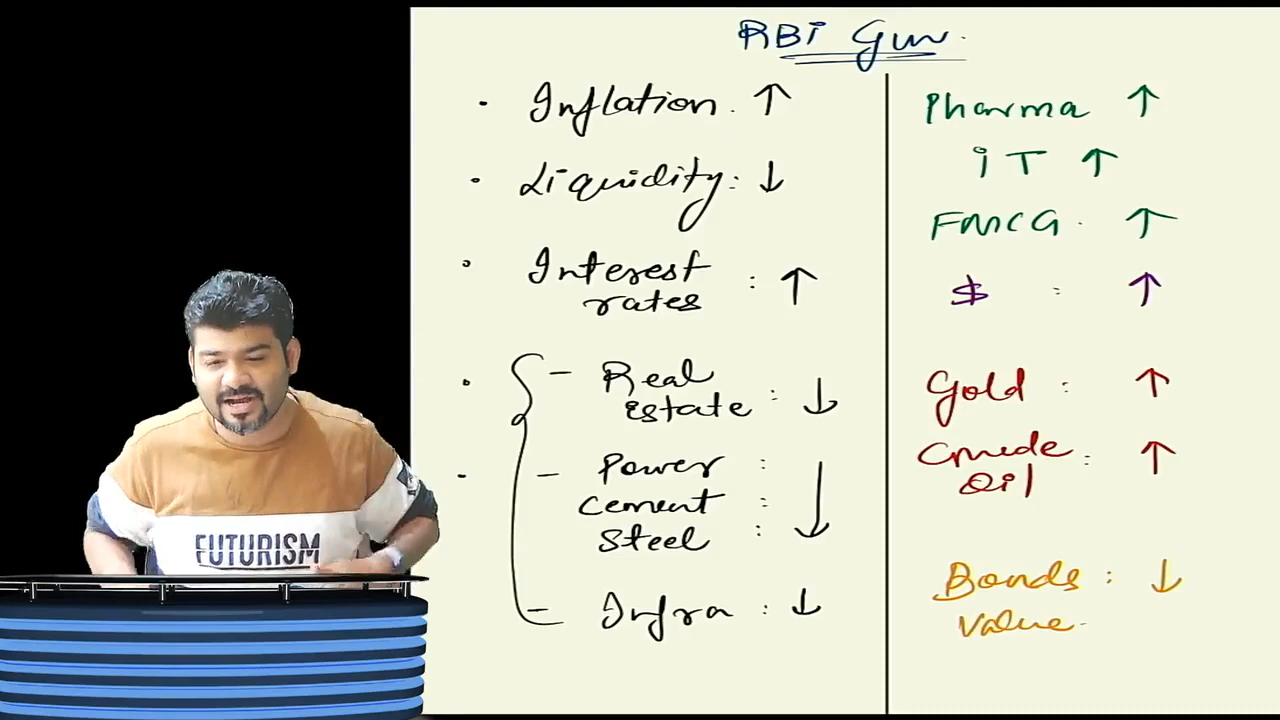 RBi Gun.
• Inflation. ↑
• Liquidity: ↓
• Interest
rates : ↑
• - Real
Estate : ↓
• - Power :
Cement :
Steel : ↓
- Infra : ↓
Pharma ↑
iT ↑
FMCG. ↑
$ : ↑
Gold : ↑
Crude
Oil : ↑
Bonds : ↓
Value.
FUTURISM